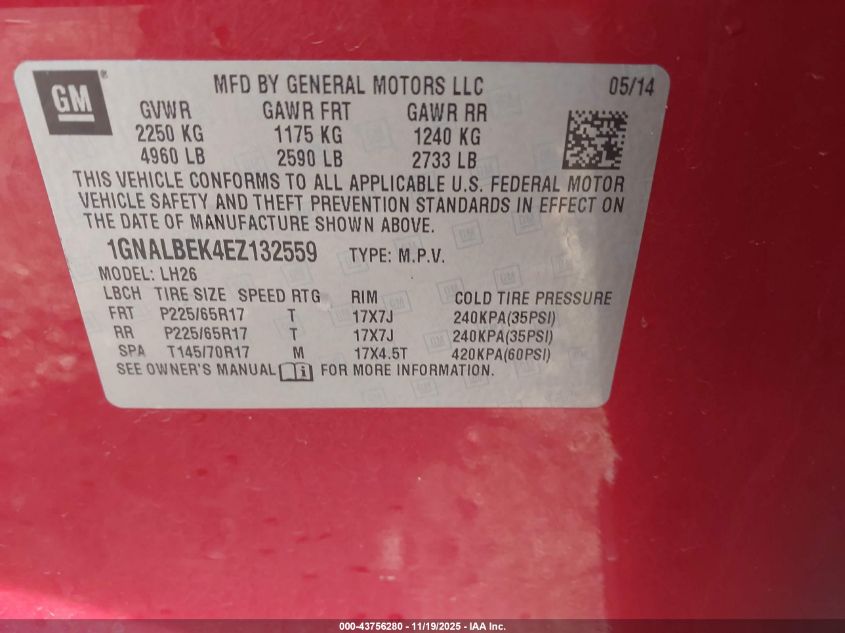 GM
®
MFD BY GENERAL MOTORS LLC 05/14
GVWR GAWR FRT GAWR RR
2250 KG 1175 KG 1240 KG
4960 LB 2590 LB 2733 LB
THIS VEHICLE CONFORMS TO ALL APPLICABLE U.S. FEDERAL MOTOR
VEHICLE SAFETY AND THEFT PREVENTION STANDARDS IN EFFECT ON
THE DATE OF MANUFACTURE SHOWN ABOVE.
1GNALBEK4EZ132559 TYPE: M.P.V.
MODEL: LH26
LBCH TIRE SIZE SPEED RTG RIM COLD TIRE PRESSURE
FRT P225/65R17 T 17X7J 240KPA(35PSI)
RR P225/65R17 T 17X7J 240KPA(35PSI)
SPA T145/70R17 M 17X4.5T 420KPA(60PSI)
SEE OWNER'S MANUAL FOR MORE INFORMATION.
000-43756280 - 11/19/2025 - IAA Inc.